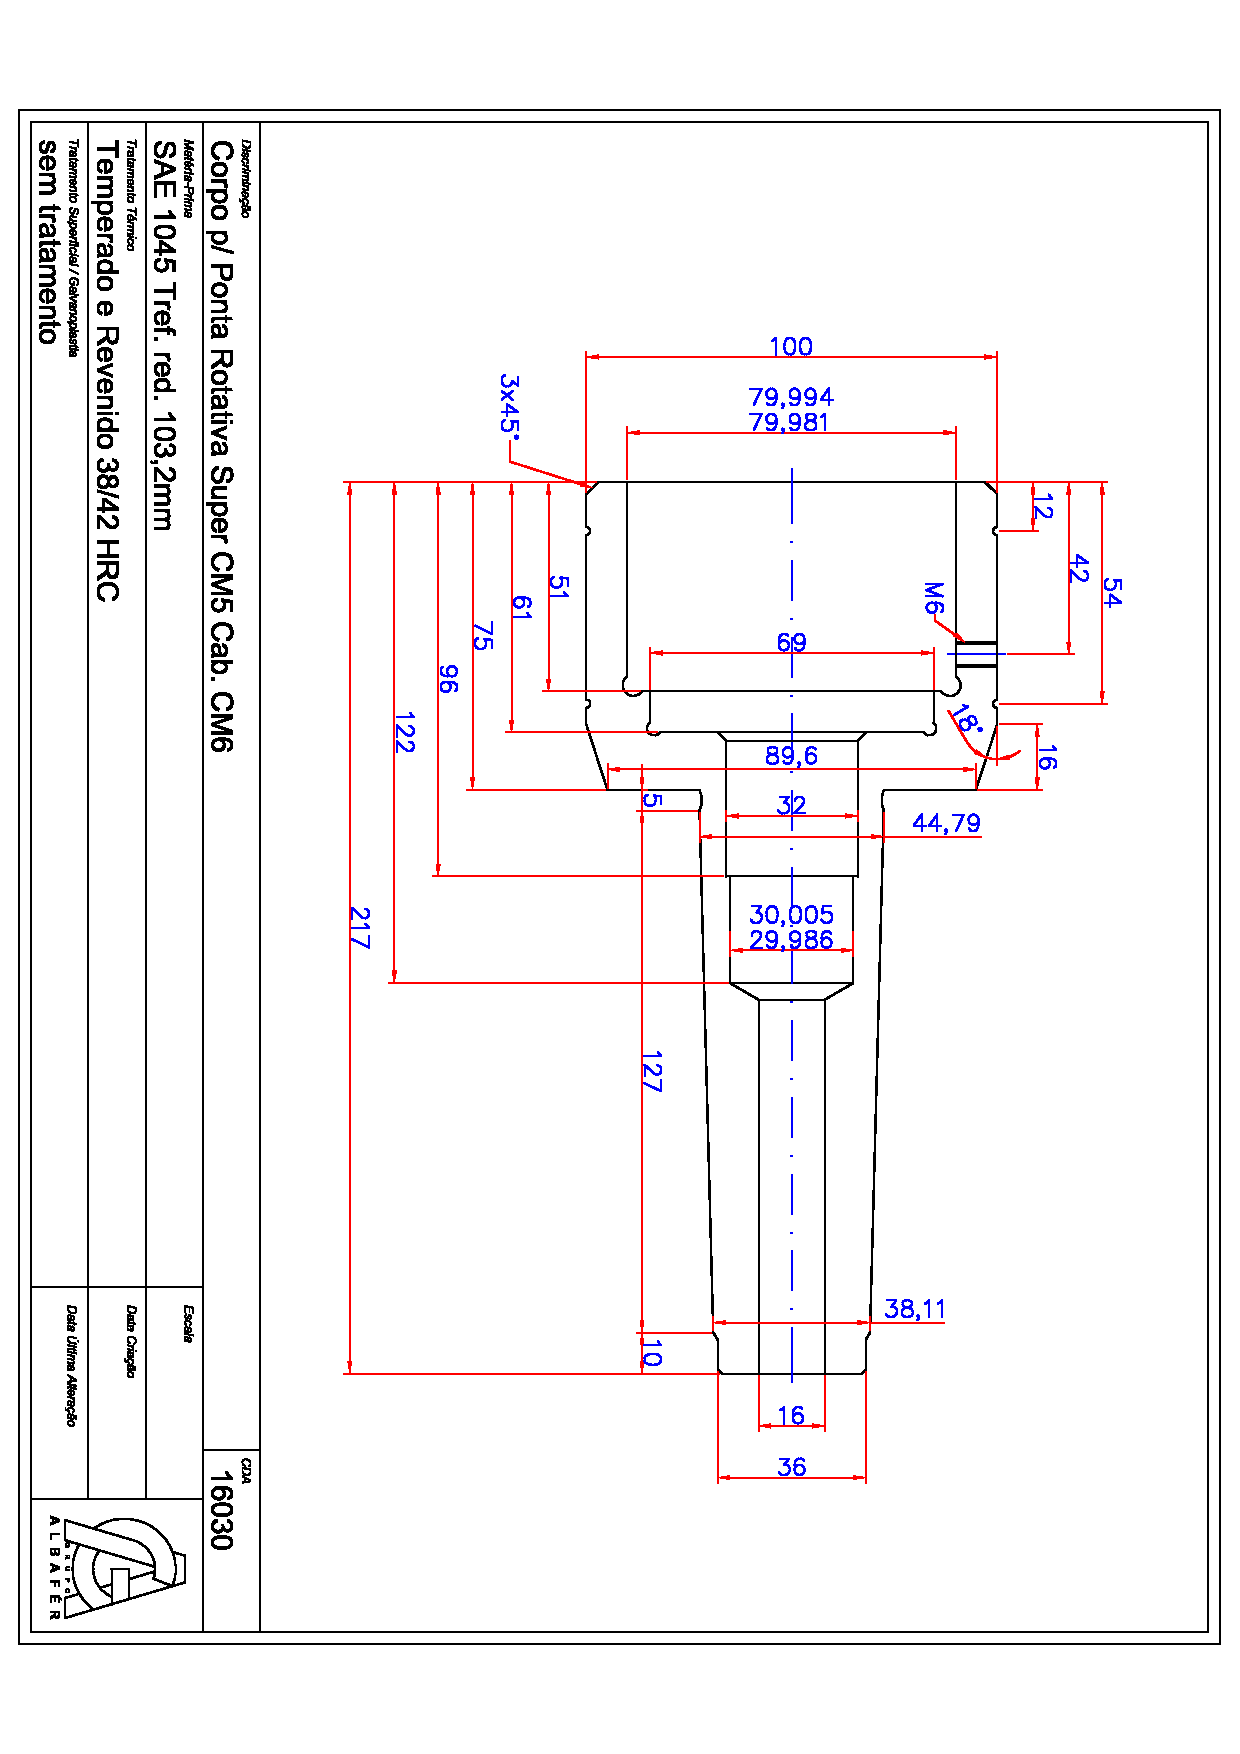 100
79,994
79,981
3x45°
12
42
54
M6
51
61
75
96
122
217
69
18°
16
89,6
5
32
44,79
30,005
29,986
127
38,11
10
16
36
Discriminação
Corpo p/ Ponta Rotativa Super CM5 Cab. CM6
CDA
16030
Matéria-Prima
SAE 1045 Tref. red. 103,2mm
Escala
Tratamento Térmico
Temperado e Revenido 38/42 HRC
Data Criação
Tratamento Superficial / Galvanoplastia
sem tratamento
Data Última Alteração
GRUPO
ALBAFÉR